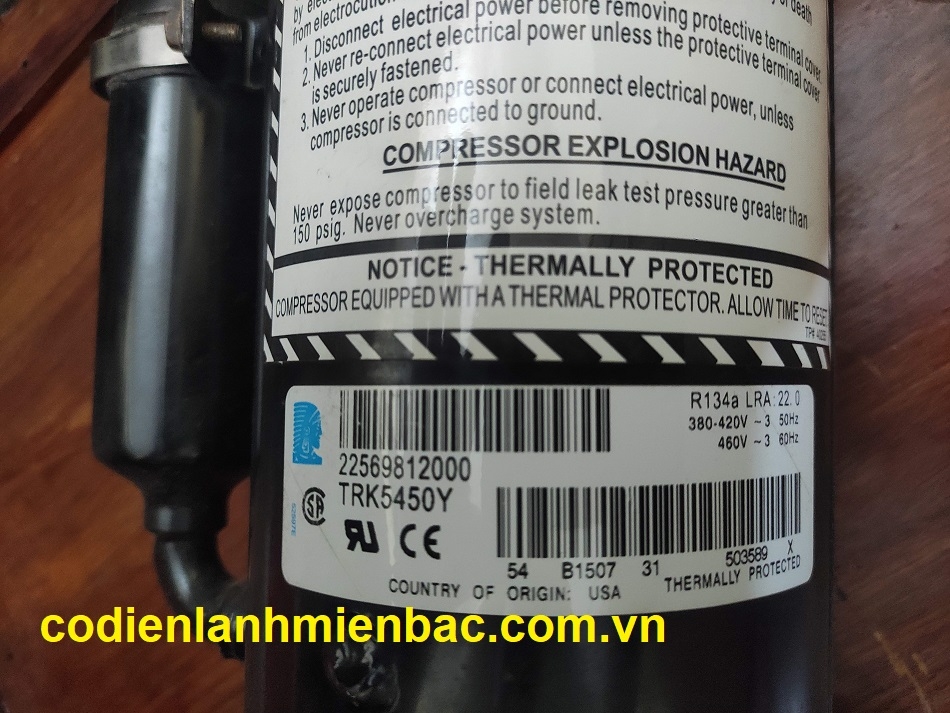 by
from electrocution
of death
1. Disconnect electrical power before removing protective terminal cover.
2. Never re-connect electrical power unless the protective terminal cover
is securely fastened.
3. Never operate compressor or connect electrical power, unless
compressor is connected to ground.
COMPRESSOR EXPLOSION HAZARD
Never expose compressor to field leak test pressure greater than
150 psig. Never overcharge system.
NOTICE - THERMALLY PROTECTED
COMPRESSOR EQUIPPED WITH A THERMAL PROTECTOR. ALLOW TIME TO RESET
R134a LRA: 22.0
380-420V ~ 3 50Hz
460V ~ 3 60Hz
22569812000
TRK5450Y
SA
RU CE
54 B1507 31 503589 X
COUNTRY OF ORIGIN: USA THERMALLY PROTECTED
codienlanhmienbac.com.vn